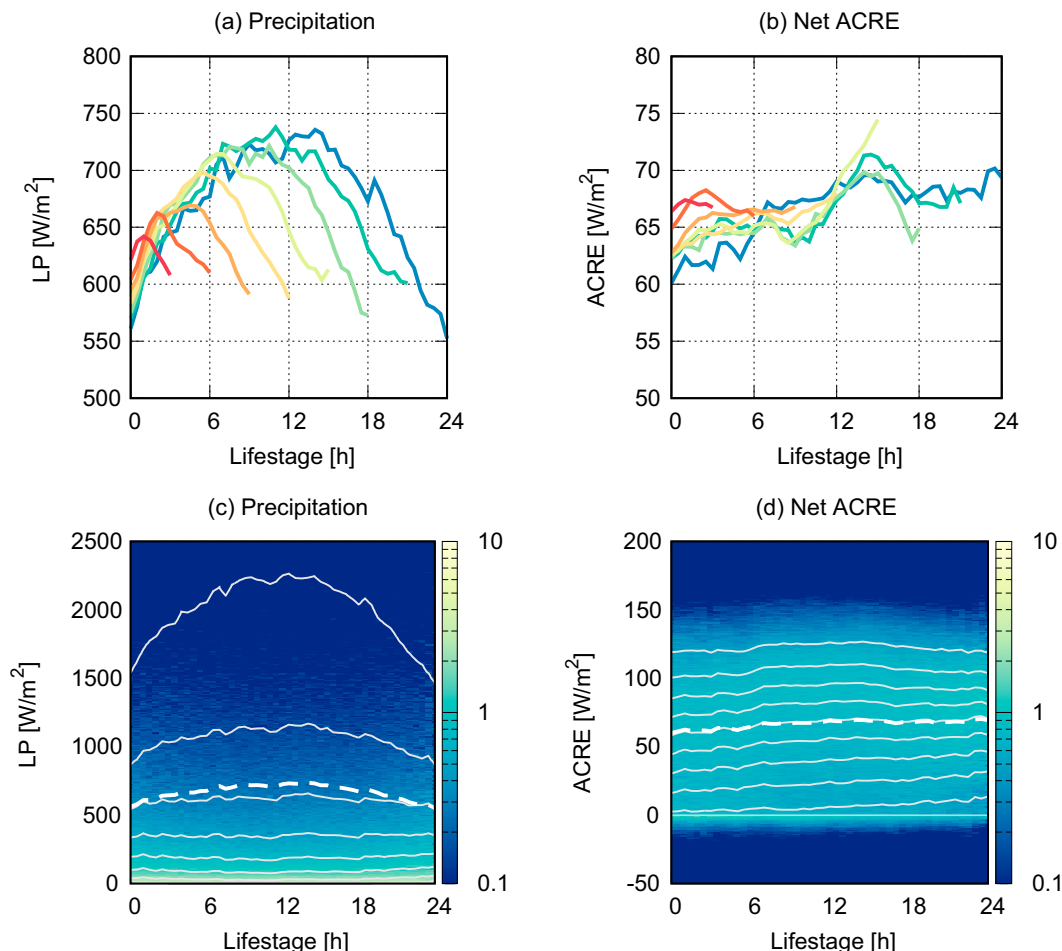 (a) Precipitation
800
750
700
650
600
550
500
LP [W/m²]
0 6 12 18 24
Lifestage [h]
(b) Net ACRE
80
75
70
65
60
55
50
ACRE [W/m²]
0 6 12 18 24
Lifestage [h]
(c) Precipitation
2500
2000
1500
1000
500
0
LP [W/m²]
0 6 12 18 24
Lifestage [h]
10
1
0.1
(d) Net ACRE
200
150
100
50
0
-50
ACRE [W/m²]
0 6 12 18 24
Lifestage [h]
10
1
0.1